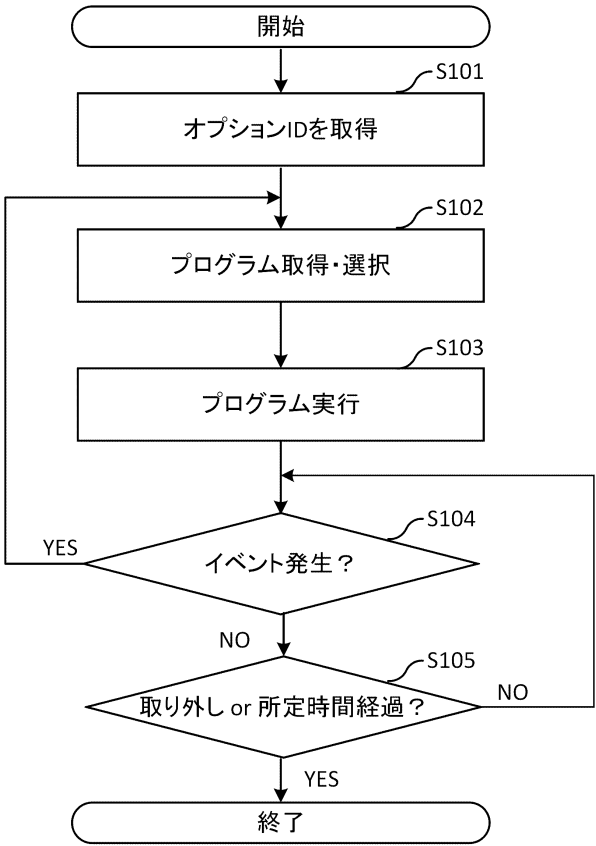 開始
S101
オプションIDを取得
S102
プログラム取得・選択
S103
プログラム実行
S104
YES
イベント発生？
NO
S105
取り外し or 所定時間経過？
NO
YES
終了